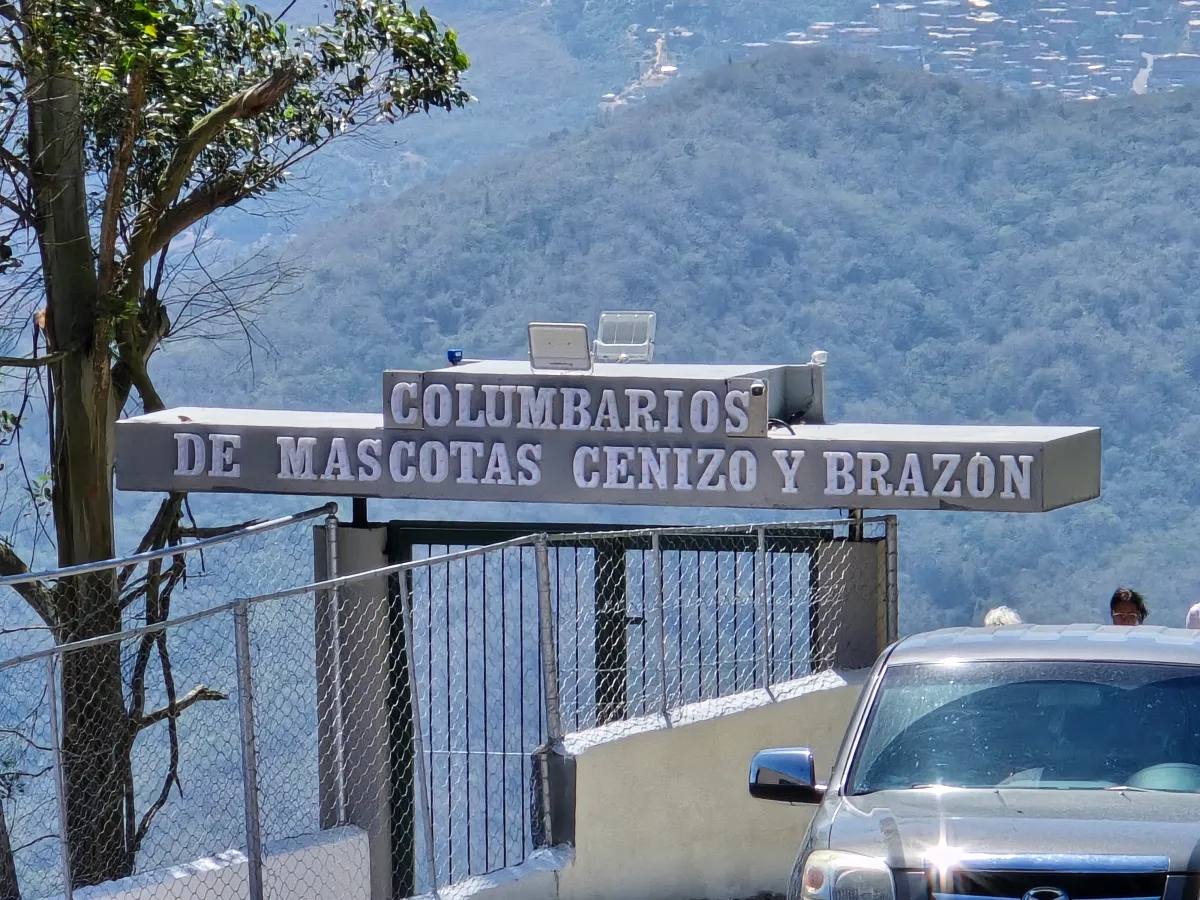 COLUMBARIOS
DE MASCOTAS CENIZO Y BRAZÓN